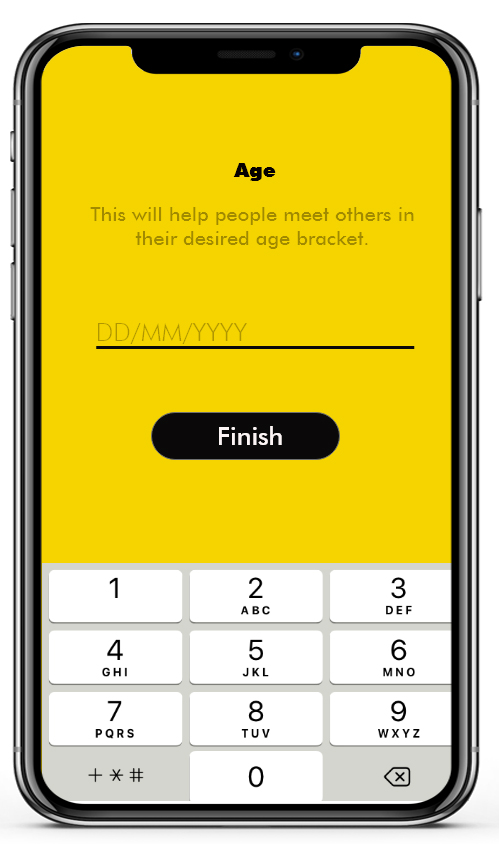 Age
This will help people meet others in
their desired age bracket.
DD/MM/YYYY
Finish
1 2 3
ABC DEF
4 5 6
GHI JKL MNO
7 8 9
PQRS TUV WXYZ
+ * # 0